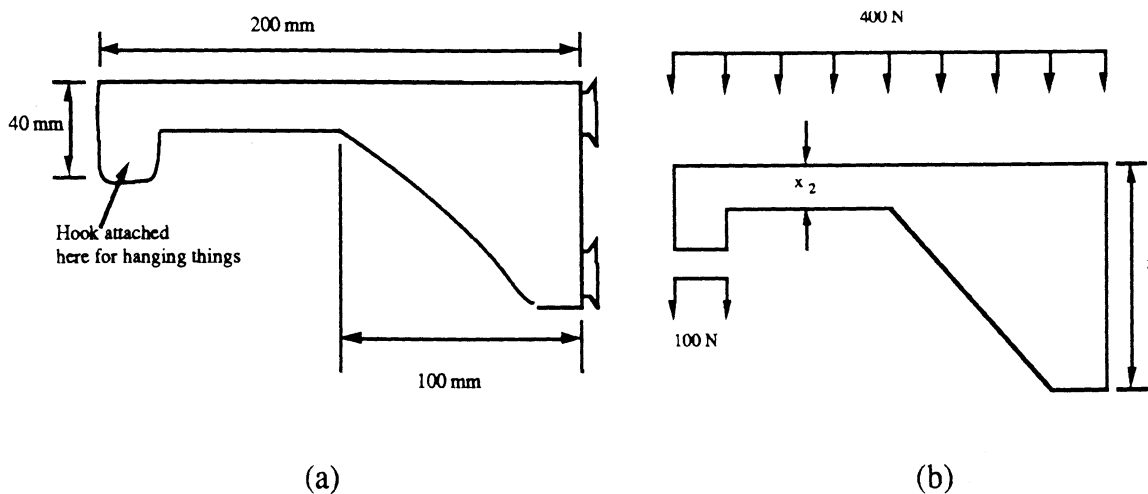 200 mm
40 mm
Hook attached
here for hanging things
100 mm
(a)
400 N
x 2
100 N
(b)